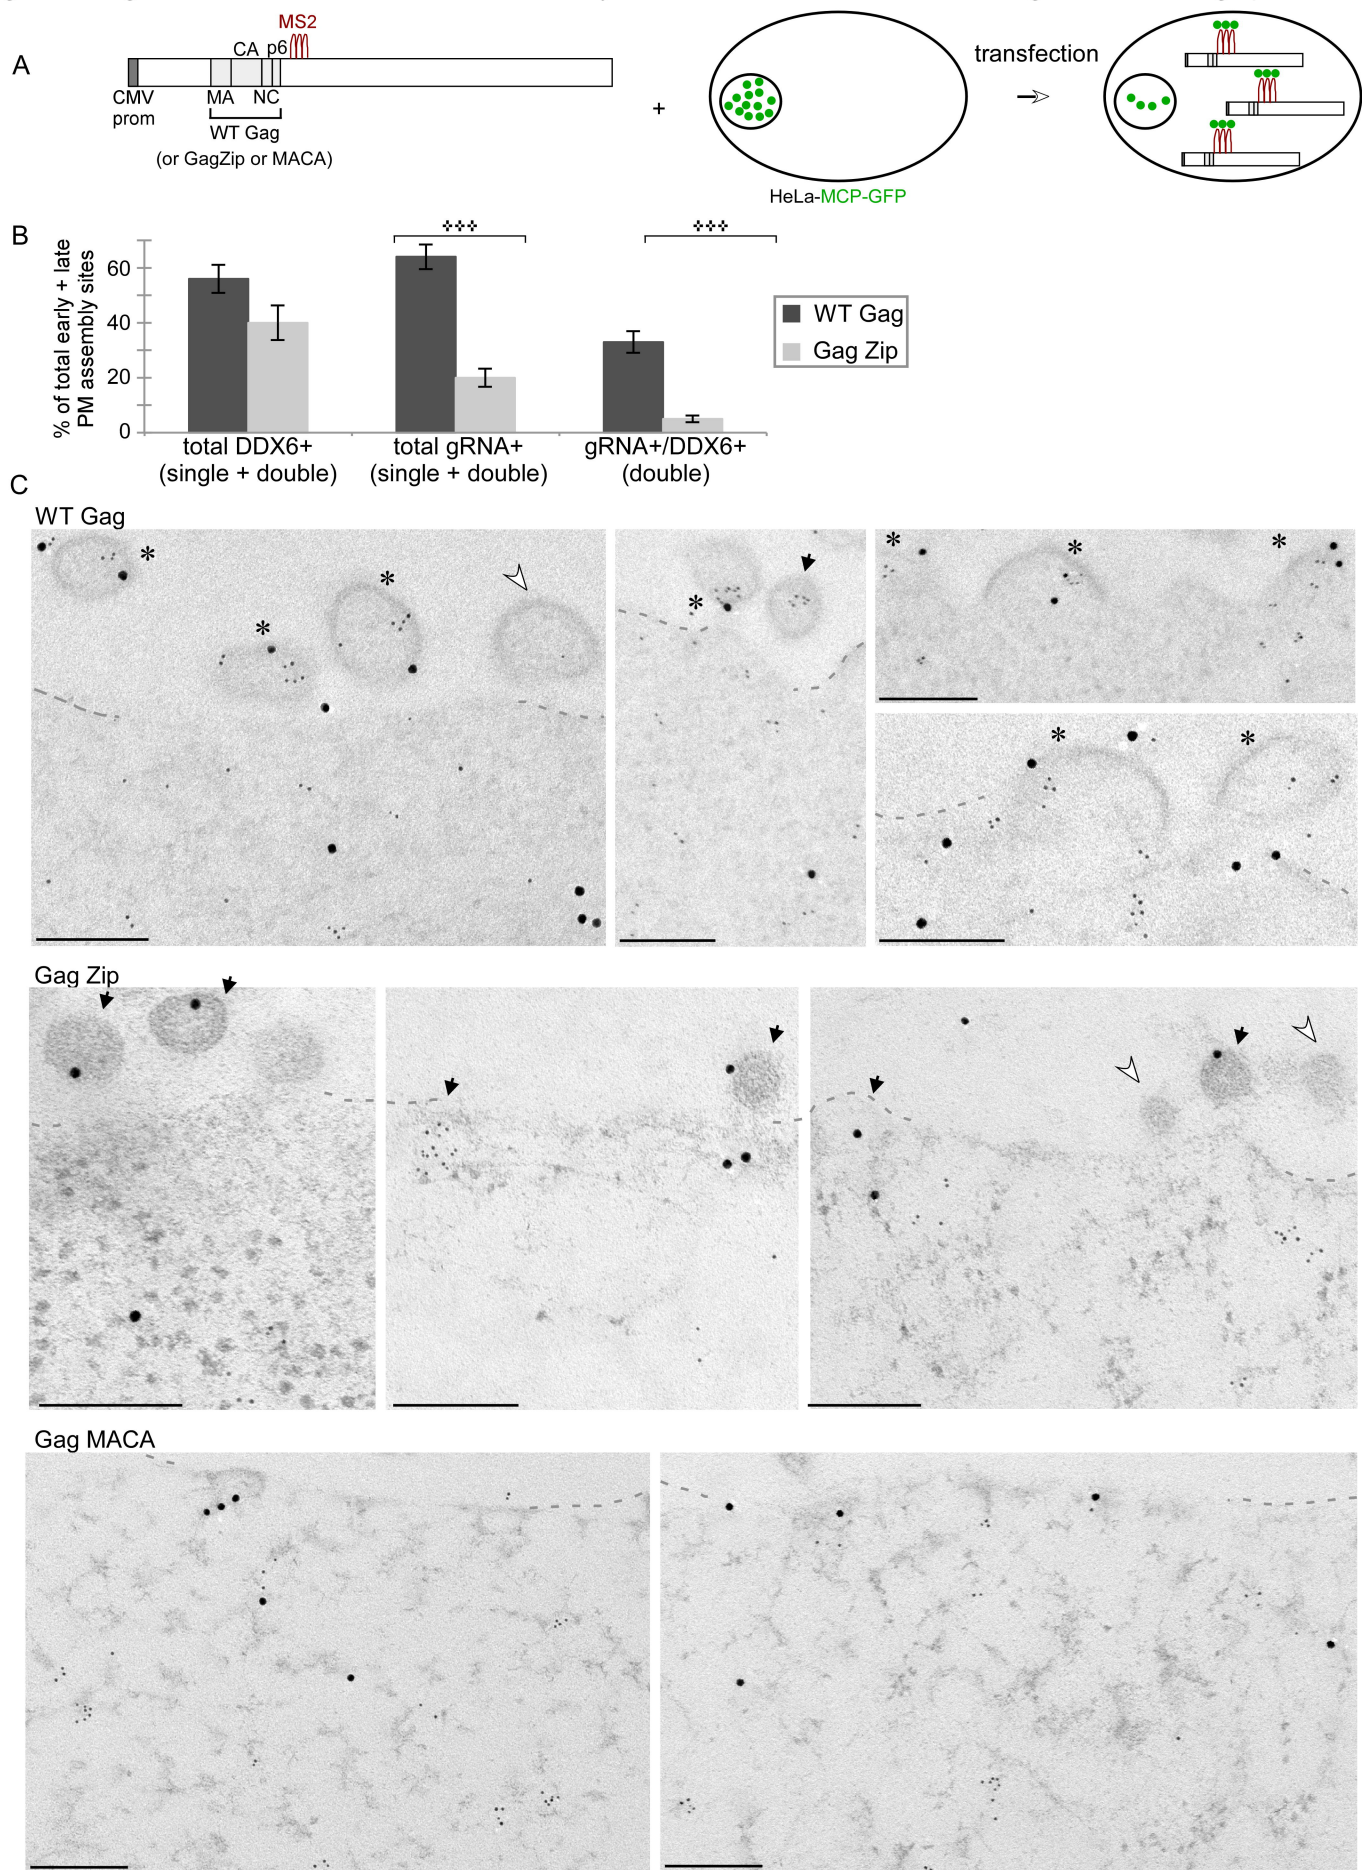 A
MS2
CA p6
CMV
prom
MA NC
WT Gag
(or GagZip or MACA)
+
HeLa-MCP-GFP
transfection
B
% of total early + late
PM assembly sites
60
40
20
0
WT Gag
Gag Zip
total DDX6+
(single + double)
total gRNA+
(single + double)
gRNA+/DDX6+
(double)
C
WT Gag
* * *
* * * *
* *
Gag Zip
Gag MACA